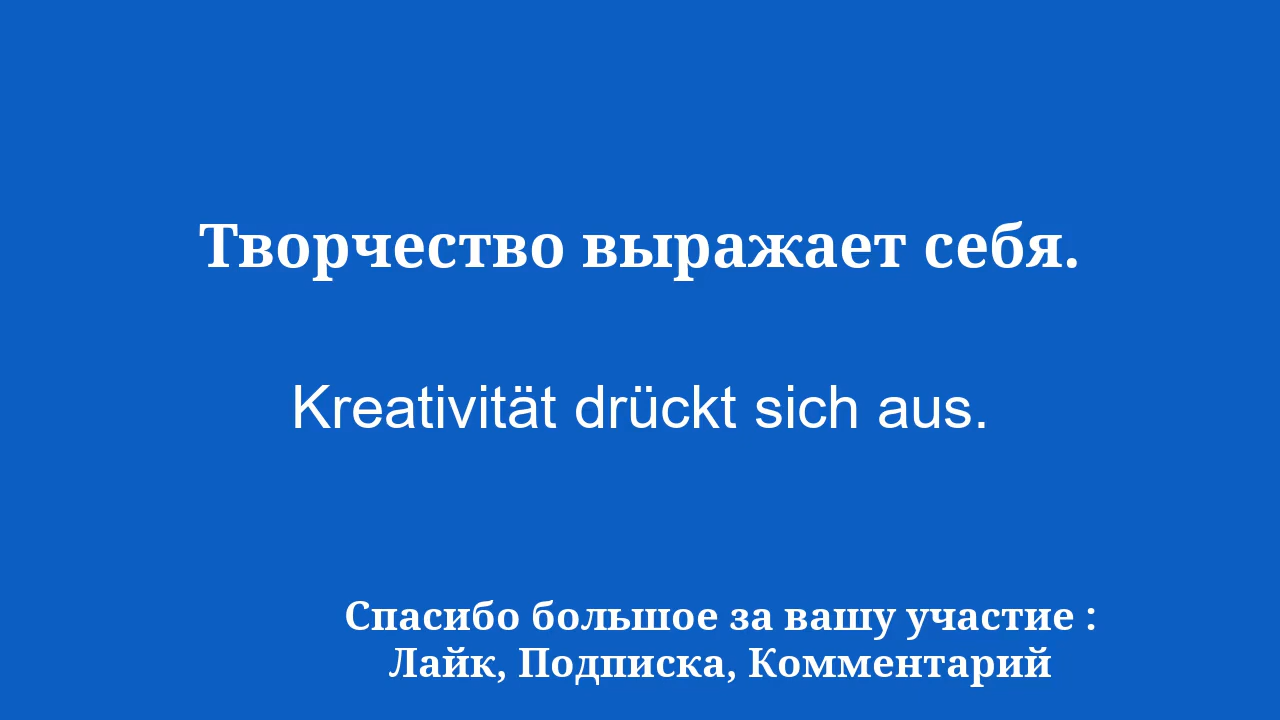 Творчество выражает себя.
Kreativität drückt sich aus.
Спасибо большое за вашу участие :
Лайк, Подписка, Комментарий